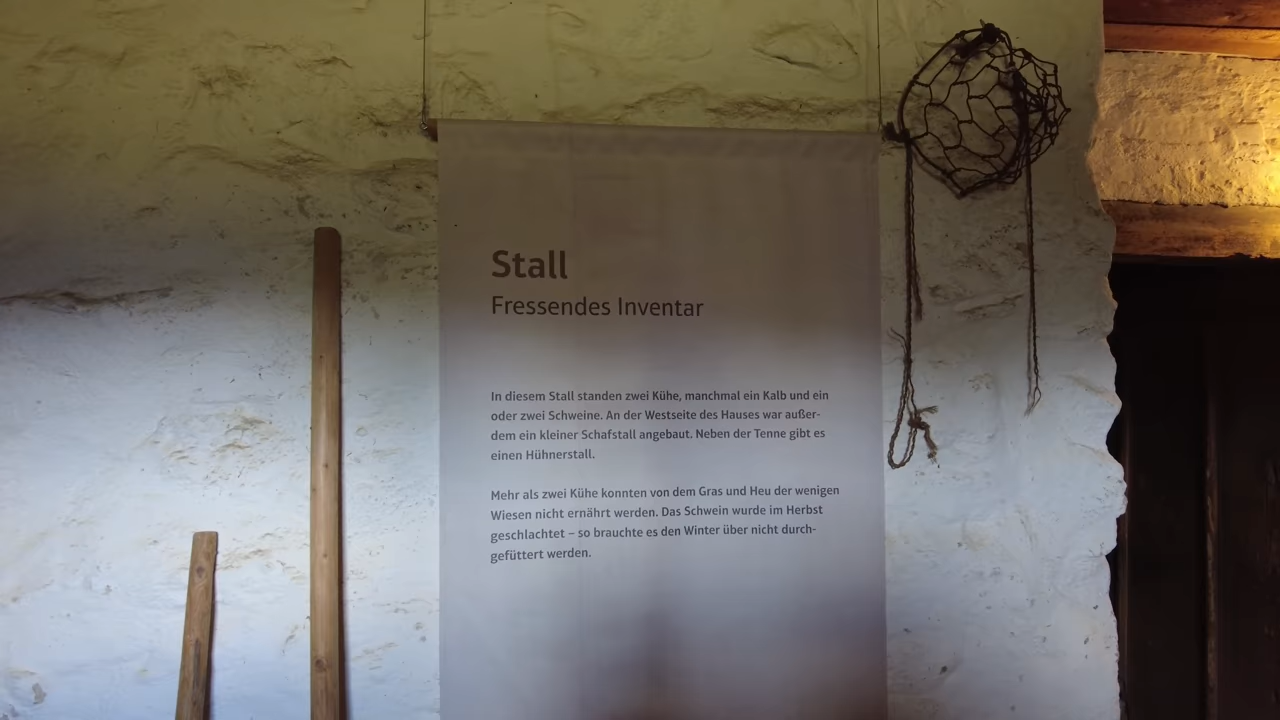 Stall
Fressendes Inventar
In diesem Stall standen zwei Kühe, manchmal ein Kalb und ein
oder zwei Schweine. An der Westseite des Hauses war außer-
dem ein kleiner Schafstall angebaut. Neben der Tenne gibt es
einen Hühnerstall.
Mehr als zwei Kühe konnten von dem Gras und Heu der wenigen
Wiesen nicht ernährt werden. Das Schwein wurde im Herbst
geschlachtet – so brauchte es den Winter über nicht durch-
gefüttert werden.